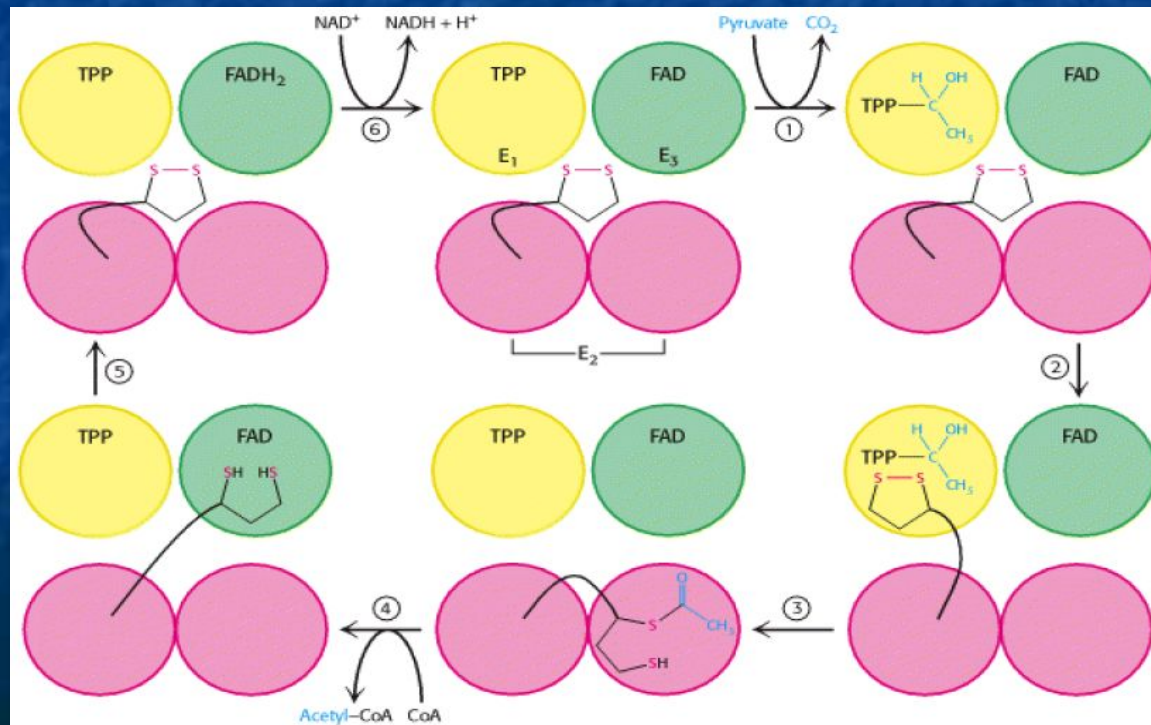 NAD⁺ NADH + H⁺
Pyruvate CO₂
TPP FADH₂
⑥
TPP FAD
E₁ E₃
①
H OH
TPP—C
CH₃
FAD
S—S
S—S
S—S
E₂
⑤
②
TPP FAD
SH HS
TPP FAD
O
S CH₃
SH
H OH
TPP—C
CH₃
S—S
FAD
④
③
Acetyl–CoA CoA